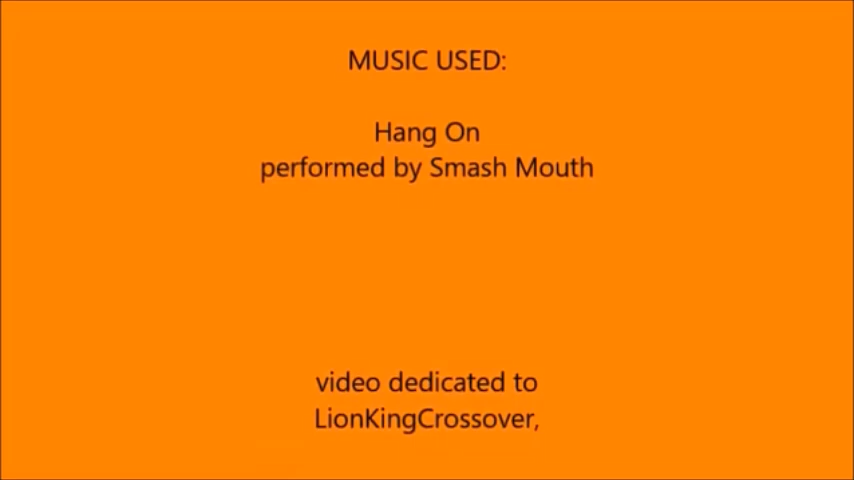 MUSIC USED:
Hang On
performed by Smash Mouth
video dedicated to
LionKingCrossover,